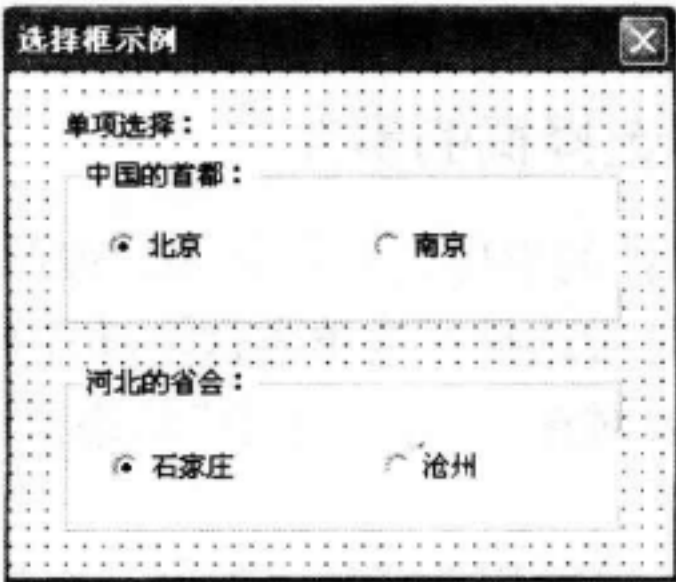 选择框示例
单项选择：
中国的首都：
北京 南京
河北的省会：
石家庄 沧州